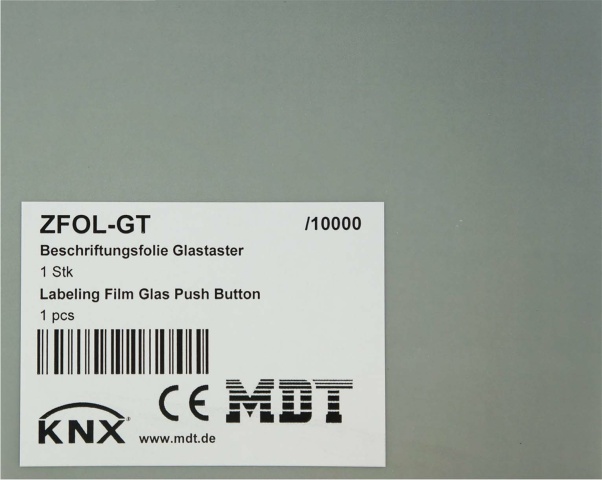 ZFOL-GT /10000
Beschriftungsfolie Glastaster
1 Stk
Labeling Film Glas Push Button
1 pcs
CE MDT
KNX® www.mdt.de